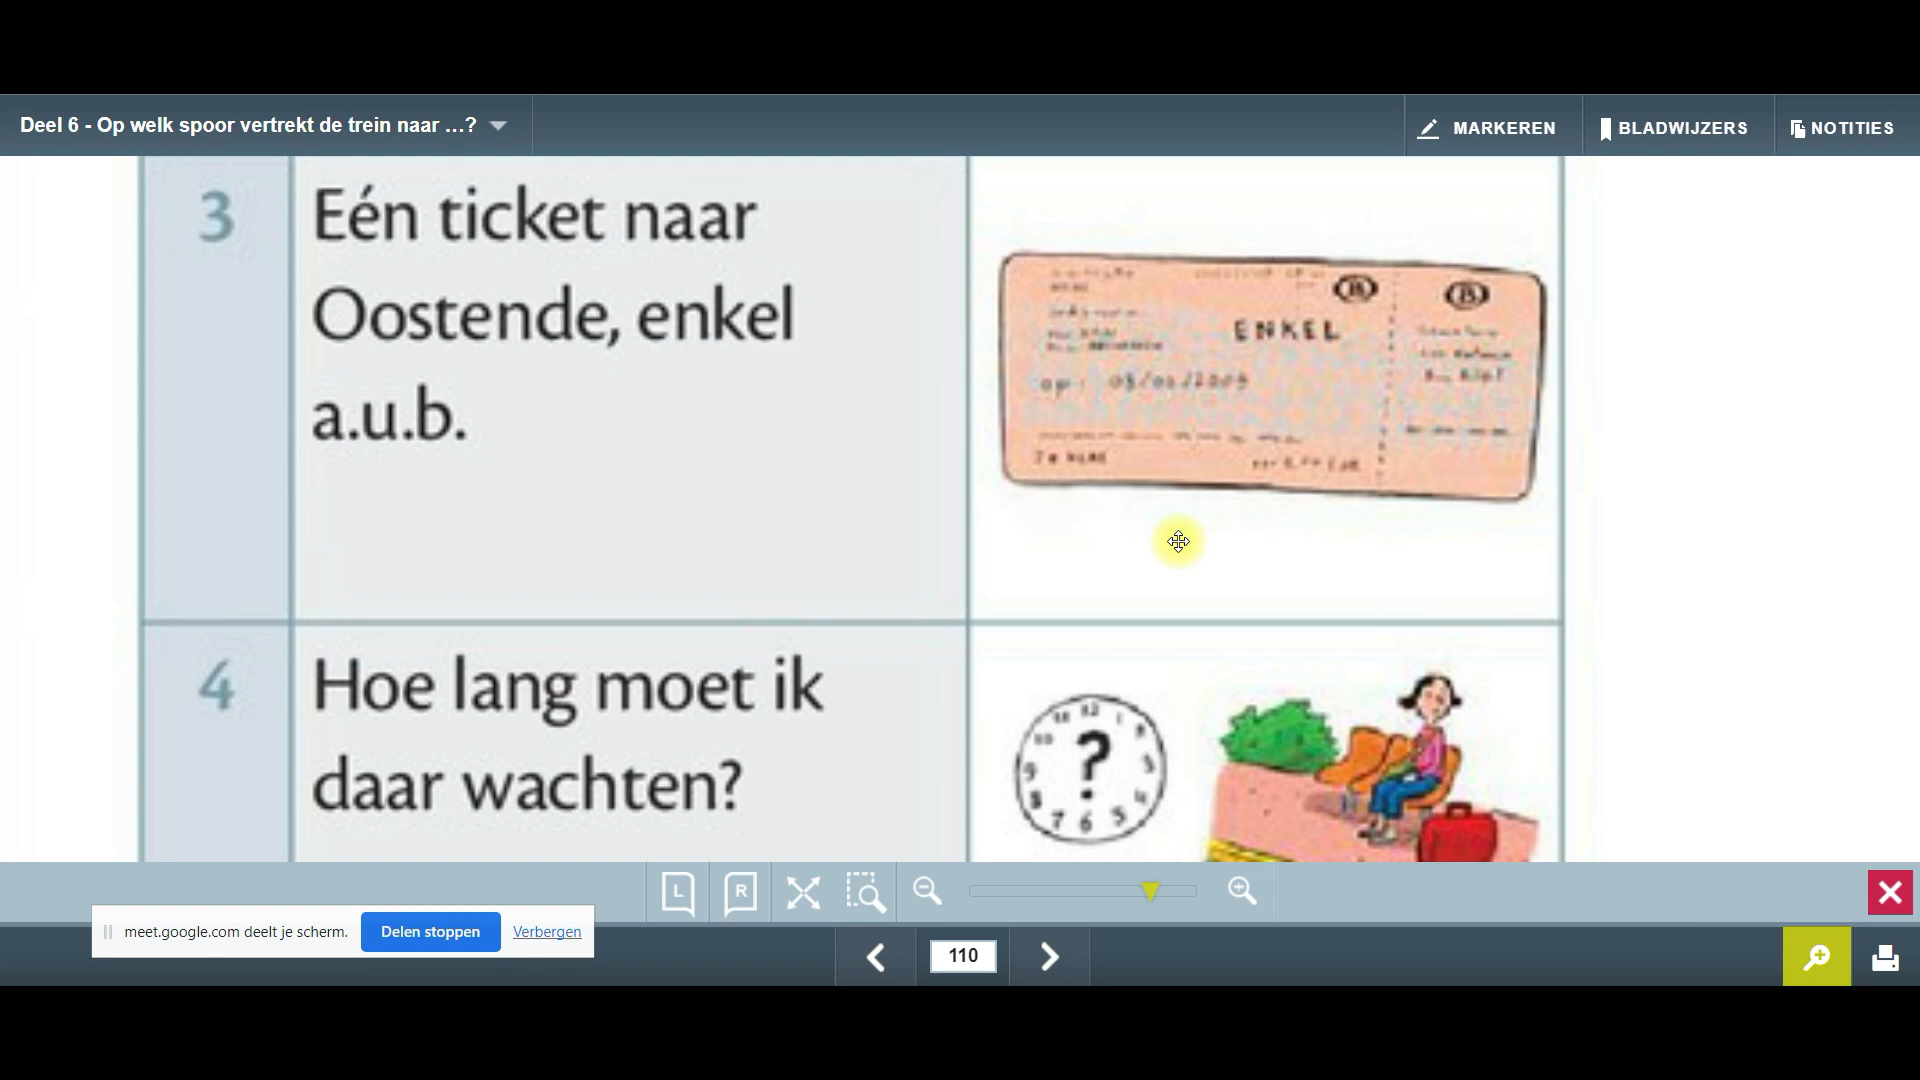 Deel 6 - Op welk spoor vertrekt de trein naar ...?
MARKEREN
BLADWIJZERS
NOTITIES
3
Eén ticket naar
Oostende, enkel
a.u.b.
B
B
ENKEL
op:
4
Hoe lang moet ik
daar wachten?
?
L
R
meet.google.com deelt je scherm.
Delen stoppen
Verbergen
110